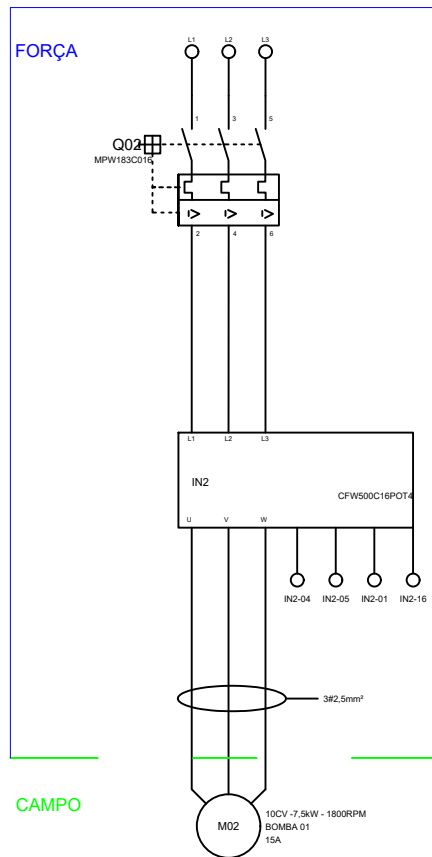 L1 L2 L3
FORÇA
1 3 5
Q02
MPW183C016
I> I> I>
2 4 6
L1 L2 L3
IN2
CFW500C16POT4
U V W
IN2-04 IN2-05 IN2-01 IN2-16
3#2,5mm²
CAMPO
M02
10CV -7,5kW - 1800RPM
BOMBA 01
15A